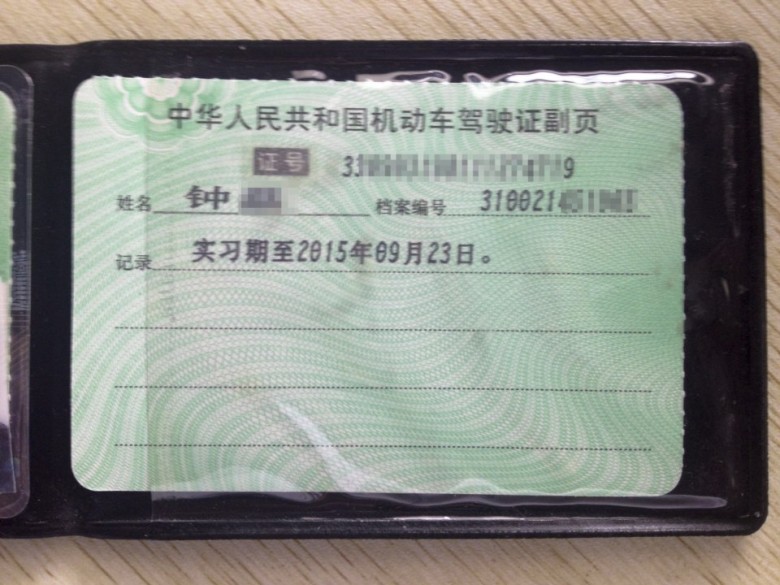 中华人民共和国机动车驾驶证副页
证号
姓名 钟 档案编号
记录 实习期至2015年09月23日。